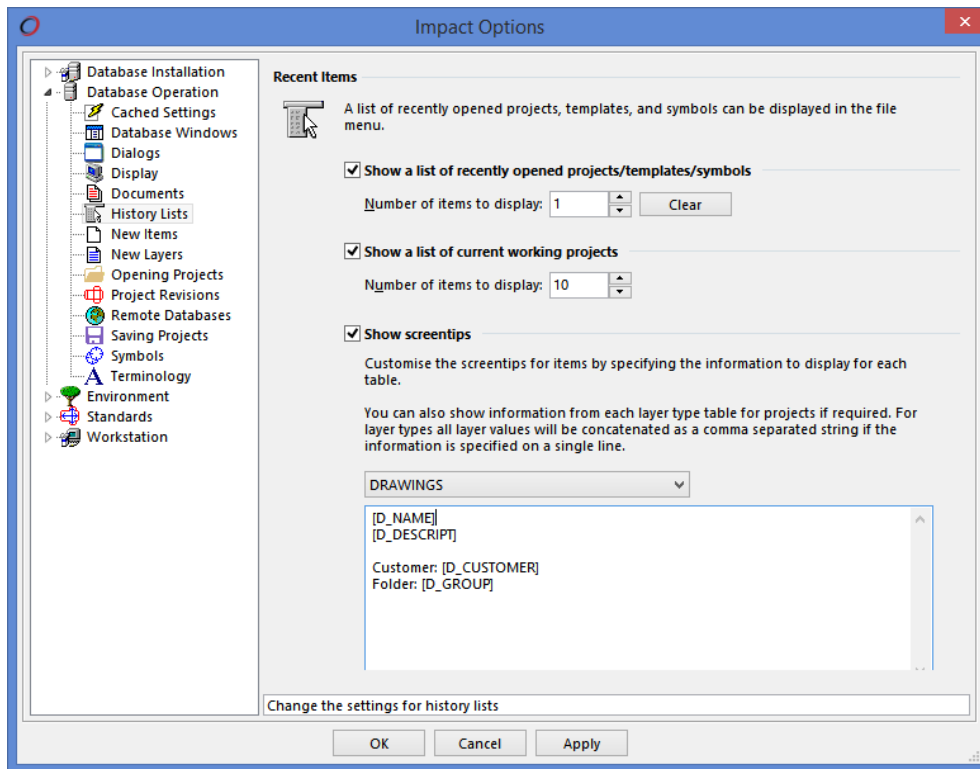 Impact Options
Database Installation
Database Operation
Cached Settings
Database Windows
Dialogs
Display
Documents
History Lists
New Items
New Layers
Opening Projects
Project Revisions
Remote Databases
Saving Projects
Symbols
Terminology
Environment
Standards
Workstation
Recent Items
A list of recently opened projects, templates, and symbols can be displayed in the file
menu.
Show a list of recently opened projects/templates/symbols
Number of items to display: 1 Clear
Show a list of current working projects
Number of items to display: 10
Show screentips
Customise the screentips for items by specifying the information to display for each
table.
You can also show information from each layer type table for projects if required. For
layer types all layer values will be concatenated as a comma separated string if the
information is specified on a single line.
DRAWINGS
[D_NAME]
[D_DESCRIPT]
Customer: [D_CUSTOMER]
Folder: [D_GROUP]
Change the settings for history lists
OK Cancel Apply